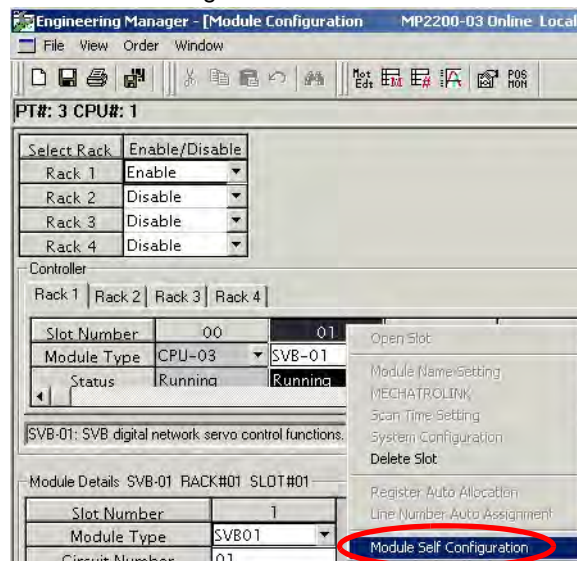 Engineering Manager - [Module Configuration MP2200-03 Online Local
File View Order Window
Mot Edt POS MON
PT#: 3 CPU#: 1
Select Rack Enable/Disable
Rack 1 Enable
Rack 2 Disable
Rack 3 Disable
Rack 4 Disable
Controller
Rack 1 Rack 2 Rack 3 Rack 4
Slot Number 00 01
Module Type CPU-03 SVB-01
Status Running Running
SVB-01: SVB digital network servo control functions.
Module Details SVB-01 RACK#01 SLOT#01
Slot Number 1
Module Type SVB01
Circuit Number 01
Open Slot
Module Name Setting
MECHATROLINK
Scan Time Setting
System Configuration
Delete Slot
Register Auto Allocation
Line Number Auto Assignment
Module Self Configuration